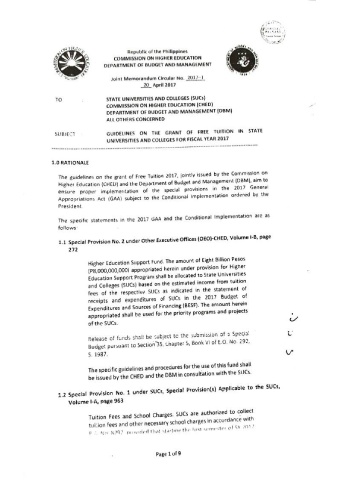 Republic of the Philippines
COMMISSION ON HIGHER EDUCATION
DEPARTMENT OF BUDGET AND MANAGEMENT
Joint Memorandum Circular No. 2017-1
20 April 2017
TO STATE UNIVERSITIES AND COLLEGES (SUCs)
COMMISSION ON HIGHER EDUCATION (CHED)
DEPARTMENT OF BUDGET AND MANAGEMENT (DBM)
ALL OTHERS CONCERNED
SUBJECT GUIDELINES ON THE GRANT OF FREE TUITION IN STATE
UNIVERSITIES AND COLLEGES FOR FISCAL YEAR 2017
1.0 RATIONALE
The guidelines on the grant of Free Tuition 2017, jointly issued by the Commission on
Higher Education (CHED) and the Department of Budget and Management (DBM), aim to
ensure proper implementation of the special provisions in the 2017 General
Appropriations Act (GAA) subject to the Conditional implementation ordered by the
President.
The specific statements in the 2017 GAA and the Conditional Implementation are as
follows
1.1 Special Provision No. 2 under Other Executive Offices (OEO)-CHED, Volume I-B, page
272
Higher Education Support Fund. The amount of Eight Billion Pesos
(P8,000,000,000) appropriated herein under provision for Higher
Education Support Program shall be allocated to State Universities
and Colleges (SUCs) based on the estimated income from tuition
fees of the respective SUCs as indicated in the statement of
receipts and expenditures of SUCs in the 2017 Budget of
Expenditures and Sources of Financing (BESF). The amount herein
appropriated shall be used for the priority programs and projects
of the SUCs.
Release of funds shall be subject to the submission of a Special
Budget pursuant to Section 35, Chapter 5, Book VI of E.O. No. 292,
S. 1987.
The specific guidelines and procedures for the use of this fund shall
be issued by the CHED and the DBM in consultation with the SUCs.
1.2 Special Provision No. 1 under SUCs, Special Provision(s) Applicable to the SUCs,
Volume I-A, page 963
Tuition Fees and School Charges. SUCs are authorized to collect
tuition fees and other necessary school charges in accordance with
R.A. No. 8292, provided that starting the first semester of SY 2017
Page 1 of 9